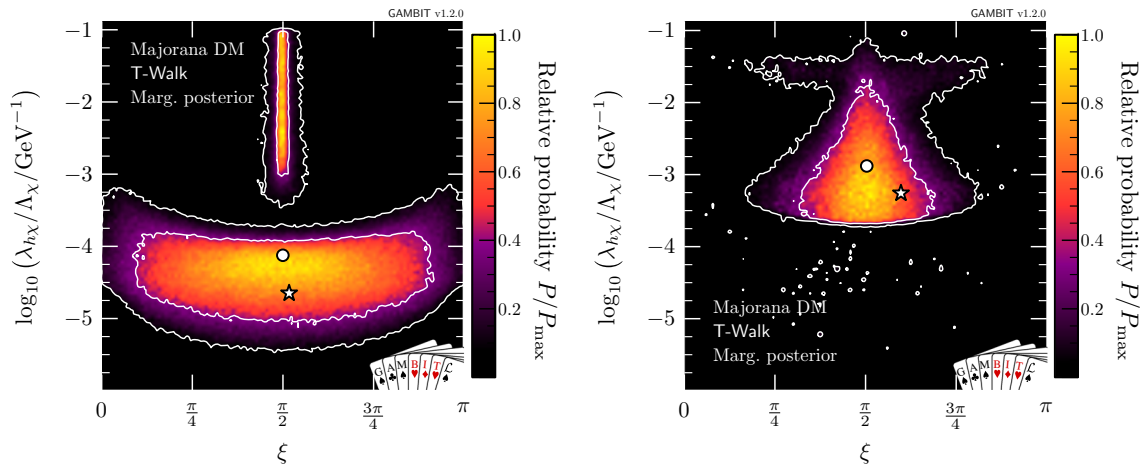 GAMBIT v1.2.0
−1
−2
−3
−4
−5
log₁₀ (λhχ/Λχ/GeV⁻¹)
Majorana DM
T-Walk
Marg. posterior
0
π/4
π/2
3π/4
π
ξ
1.0
0.8
0.6
0.4
0.2
Relative probability P/Pmax
G A M B I T
GAMBIT v1.2.0
−1
−2
−3
−4
−5
log₁₀ (λhχ/Λχ/GeV⁻¹)
Majorana DM
T-Walk
Marg. posterior
0
π/4
π/2
3π/4
π
ξ
1.0
0.8
0.6
0.4
0.2
Relative probability P/Pmax
G A M B I T